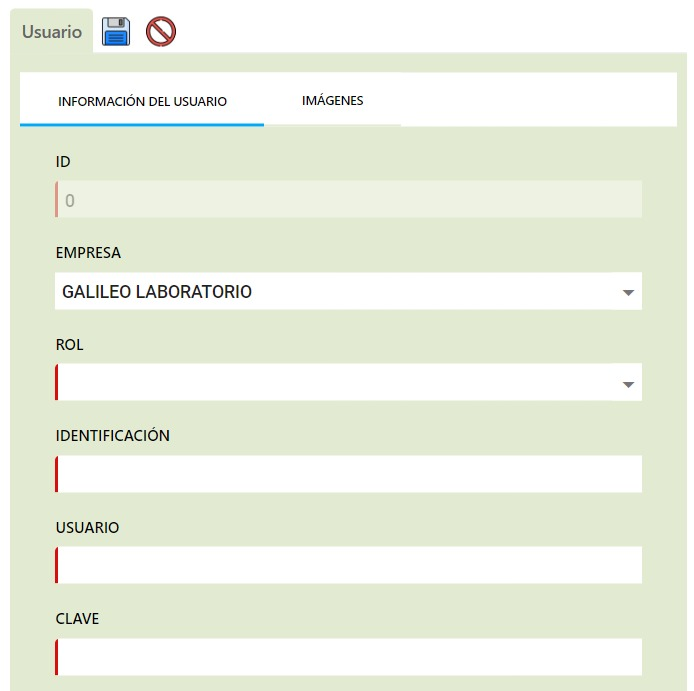 Usuario
INFORMACIÓN DEL USUARIO IMÁGENES
ID
0
EMPRESA
GALILEO LABORATORIO
ROL
IDENTIFICACIÓN
USUARIO
CLAVE